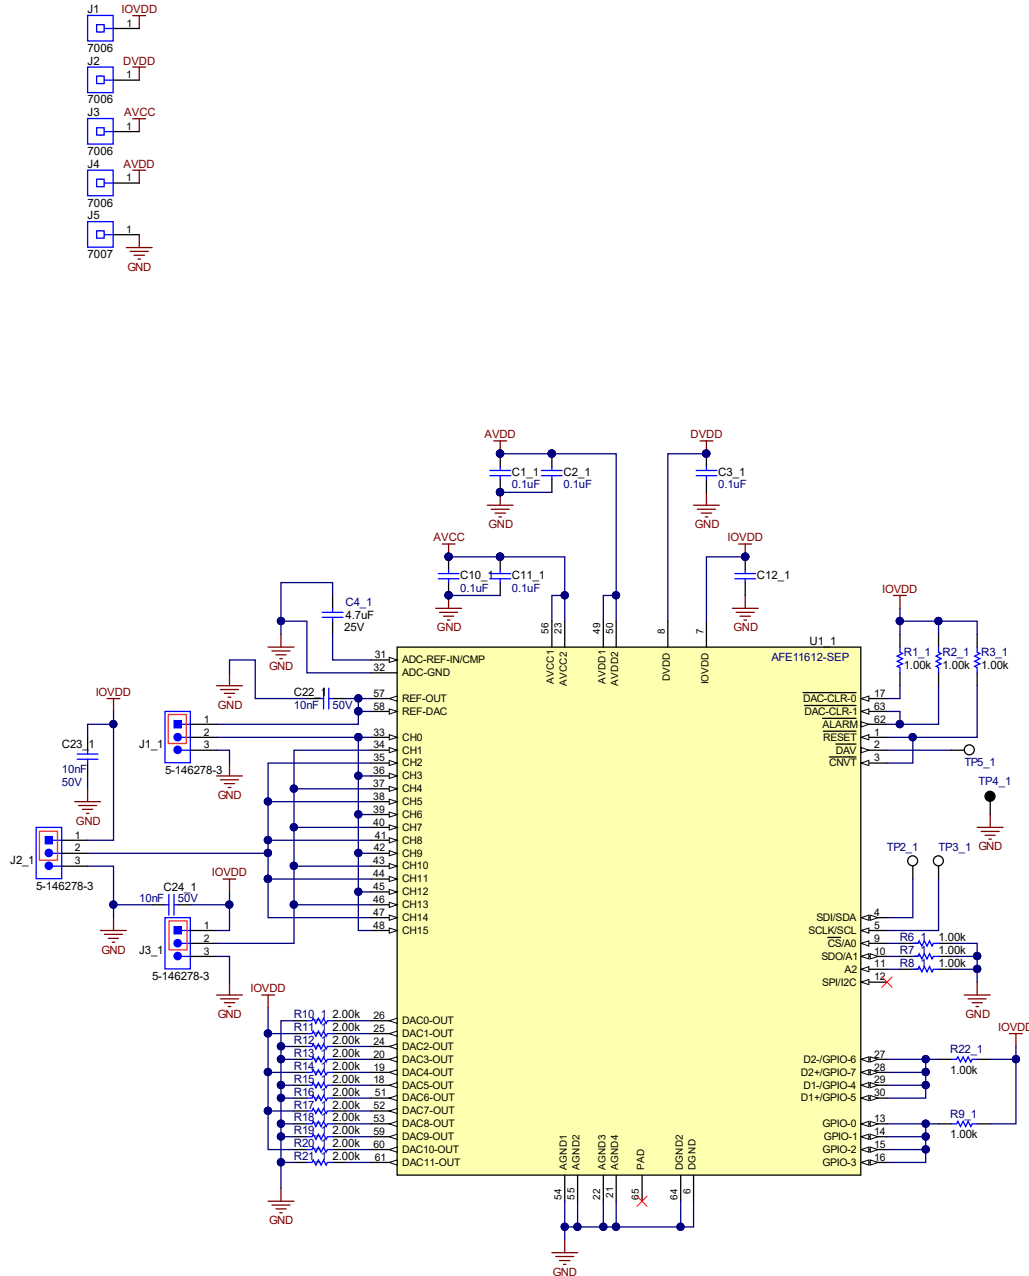 J1 IOVDD
1
7006
J2 DVDD
1
7006
J3 AVCC
1
7006
J4 AVDD
1
7006
J5
1
7007
GND
AVDD
C1_1
0.1uF
C2_1
0.1uF
GND
DVDD
C3_1
0.1uF
GND
AVCC
C10_1
0.1uF
C11_1
0.1uF
GND
IOVDD
C12_1
GND
C4_1
4.7uF
25V
GND
56 23 49 50 8 7
AVCC1 AVCC2 AVDD1 AVDD2 DVDD IOVDD
U1_1
AFE11612-SEP
31 ADC-REF-IN/CMP
32 ADC-GND
57 REF-OUT
58 REF-DAC
33 CH0
34 CH1
35 CH2
36 CH3
37 CH4
38 CH5
39 CH6
40 CH7
41 CH8
42 CH9
43 CH10
44 CH11
45 CH12
46 CH13
47 CH14
48 CH15
GND
C22_1
10nF 50V
IOVDD
C23_1
10nF
50V
GND
J1_1
1
2
3
5-146278-3
GND
J2_1
1
2
3
5-146278-3
GND
IOVDD
C24_1
10nF 50V
J3_1
1
2
3
5-146278-3
GND
IOVDD
R10_1 2.00k 26 DAC0-OUT
R11_1 2.00k 25 DAC1-OUT
R12_1 2.00k 24 DAC2-OUT
R13_1 2.00k 20 DAC3-OUT
R14_1 2.00k 19 DAC4-OUT
R15_1 2.00k 18 DAC5-OUT
R16_1 2.00k 51 DAC6-OUT
R17_1 2.00k 52 DAC7-OUT
R18_1 2.00k 53 DAC8-OUT
R19_1 2.00k 59 DAC9-OUT
R20_1 2.00k 60 DAC10-OUT
R21_1 2.00k 61 DAC11-OUT
GND
AGND1 AGND2 AGND3 AGND4 PAD DGND2 DGND
54 55 22 21 65 64 6
GND
IOVDD
R1_1
1.00k
R2_1
1.00k
R3_1
1.00k
DAC-CLR-0 17
DAC-CLR-1 63
ALARM 62
RESET 1
DAV 2
CNVT 3
TP5_1
TP4_1
GND
TP2_1 TP3_1
SDI/SDA 4
SCLK/SCL 5
CS/A0 9 R6_1 1.00k
SDO/A1 10 R7_1 1.00k
A2 11 R8_1 1.00k
SPI/I2C 12
GND
IOVDD
D2-/GPIO-6 27
D2+/GPIO-7 28
D1-/GPIO-4 29
D1+/GPIO-5 30
R22_1
1.00k
GPIO-0 13
GPIO-1 14
GPIO-2 15
GPIO-3 16
R9_1
1.00k